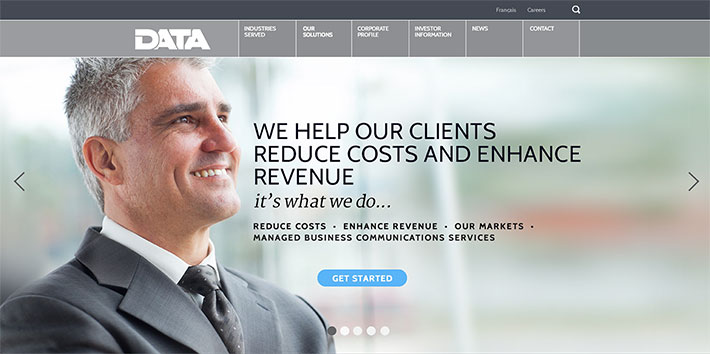 Français Careers
DATA
INDUSTRIES SERVED
OUR SOLUTIONS
CORPORATE PROFILE
INVESTOR INFORMATION
NEWS
CONTACT
WE HELP OUR CLIENTS
REDUCE COSTS AND ENHANCE
REVENUE
it's what we do...
REDUCE COSTS • ENHANCE REVENUE • OUR MARKETS •
MANAGED BUSINESS COMMUNICATIONS SERVICES
GET STARTED